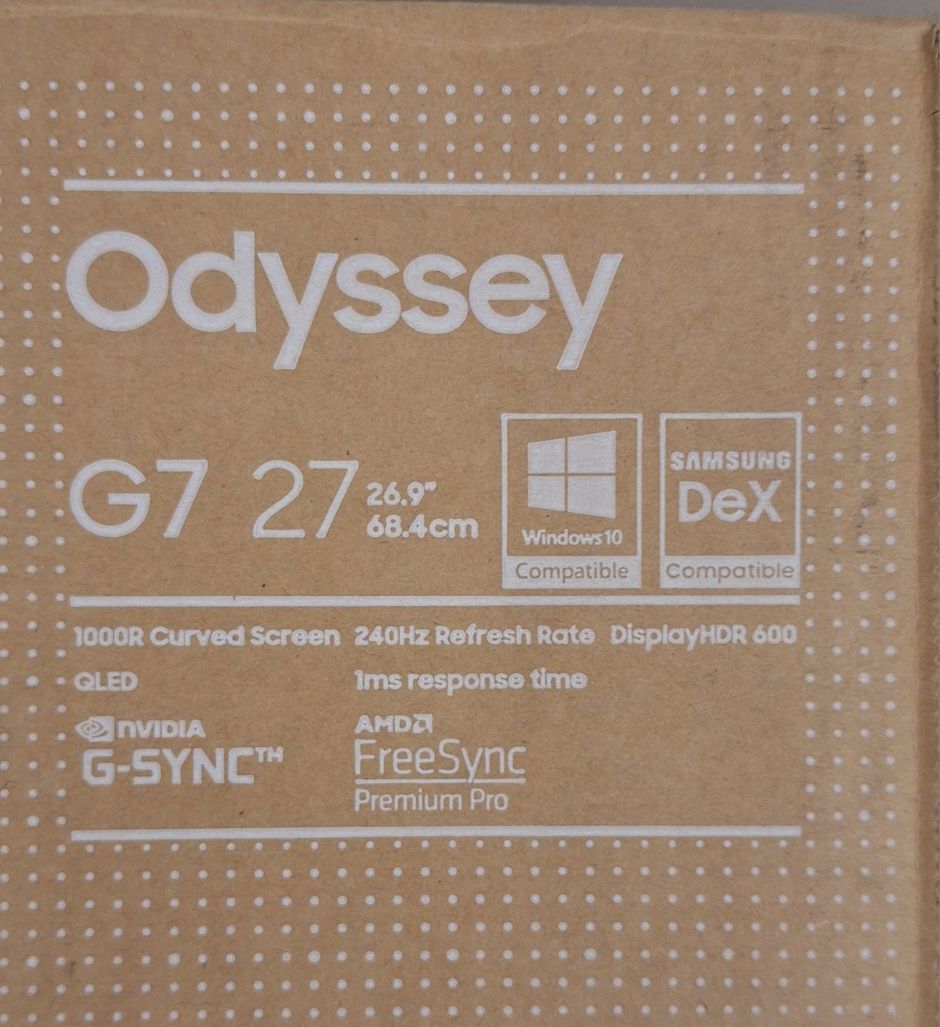 Odyssey
G7 27 26.9" 68.4cm
Windows 10
Compatible
SAMSUNG
DeX
Compatible
1000R Curved Screen 240Hz Refresh Rate DisplayHDR 600
QLED 1ms response time
NVIDIA
G-SYNC™
AMD
FreeSync
Premium Pro